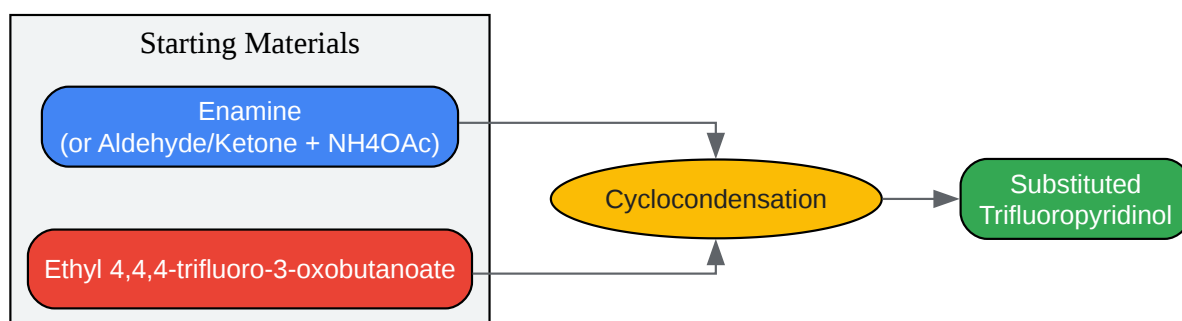 Starting Materials
Enamine
(or Aldehyde/Ketone + NH4OAc)
Cyclocondensation
Substituted
Trifluoropyridinol
Ethyl 4,4,4-trifluoro-3-oxobutanoate